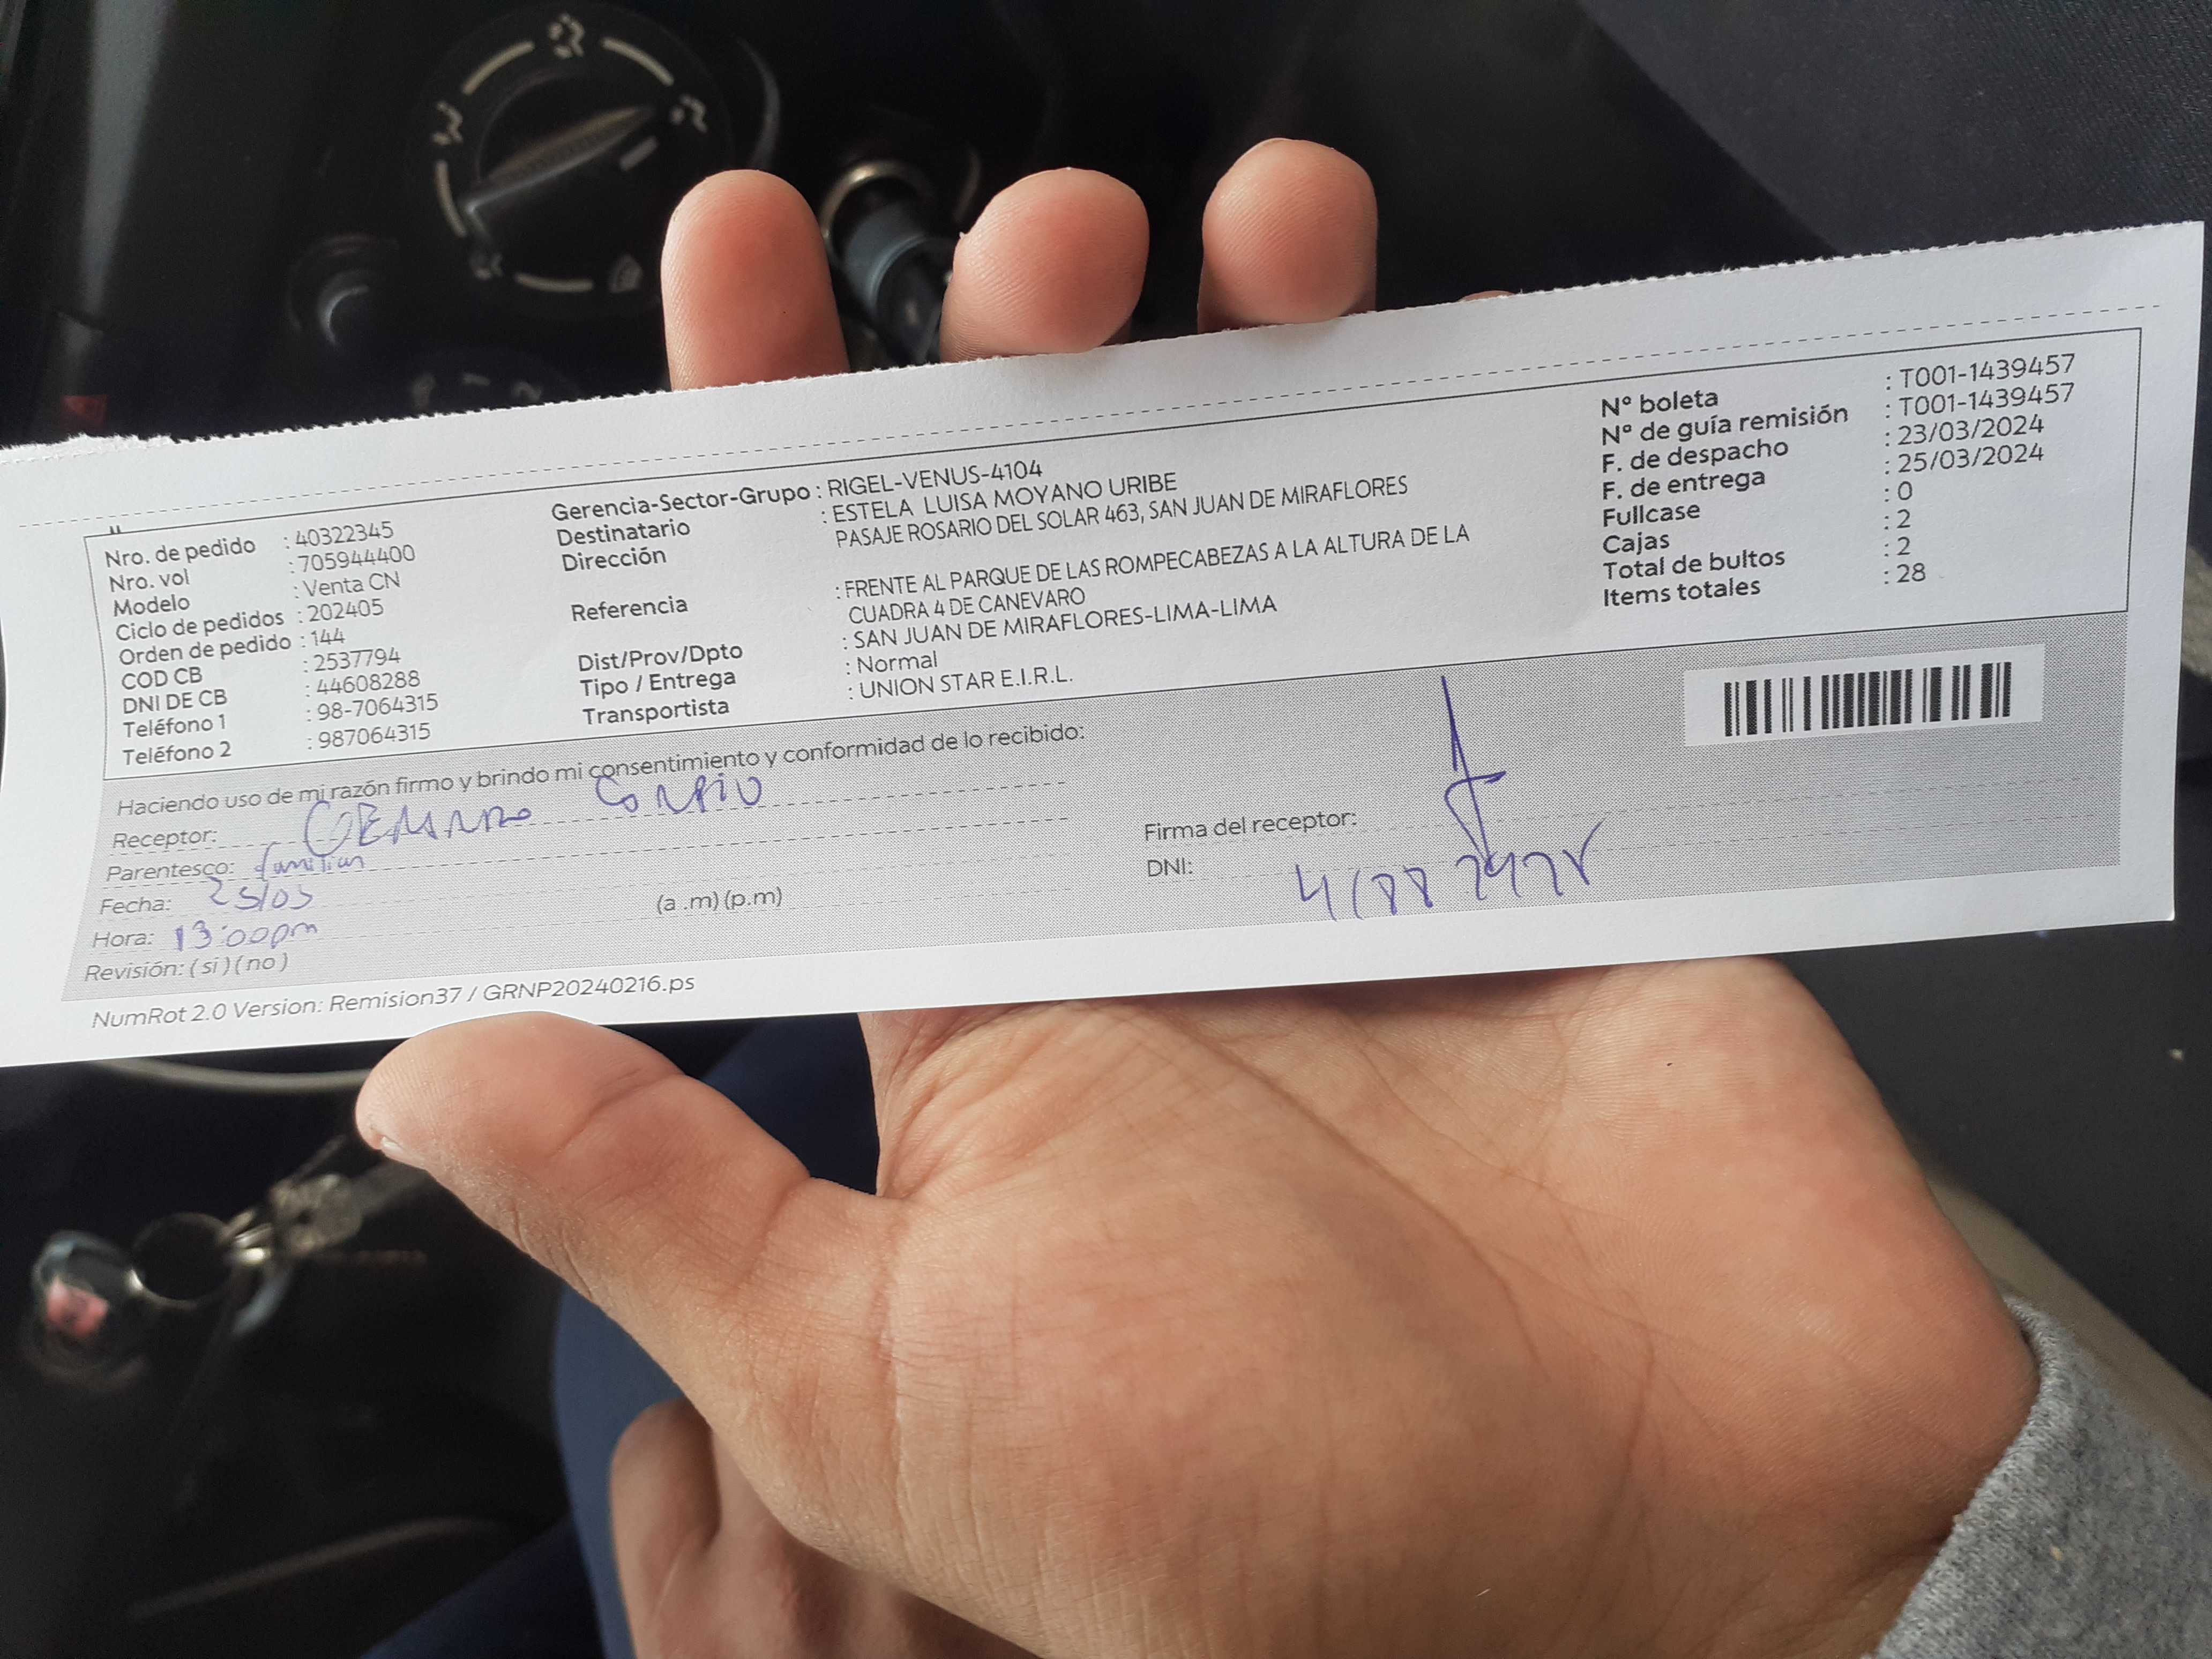 Nro. de pedido : 40322345
Nro. vol : 705944400
Modelo : Venta CN
Ciclo de pedidos : 202405
Orden de pedido : 144
COD CB : 2537794
DNI DE CB : 44608288
Teléfono 1 : 98-7064315
Teléfono 2 : 987064315
Gerencia-Sector-Grupo : RIGEL-VENUS-4104
Destinatario : ESTELA LUISA MOYANO URIBE
Dirección PASAJE ROSARIO DEL SOLAR 463, SAN JUAN DE MIRAFLORES
Referencia : FRENTE AL PARQUE DE LAS ROMPECABEZAS A LA ALTURA DE LA
CUADRA 4 DE CANEVARO
Dist/Prov/Dpto : SAN JUAN DE MIRAFLORES-LIMA-LIMA
Tipo / Entrega : Normal
Transportista : UNION STAR E.I.R.L.
N° boleta : T001-1439457
N° de guía remisión : T001-1439457
F. de despacho : 23/03/2024
F. de entrega : 25/03/2024
Fullcase : 0
Cajas : 2
Total de bultos : 2
Items totales : 28
Haciendo uso de mi razón firmo y brindo mi consentimiento y conformidad de lo recibido:
Receptor:
Parentesco: familiar
Fecha: 25/03
Hora: 13:00pm (a .m) (p.m)
Revisión: ( si ) ( no )
Firma del receptor:
DNI:
NumRot 2.0 Version: Remision37 / GRNP20240216.ps